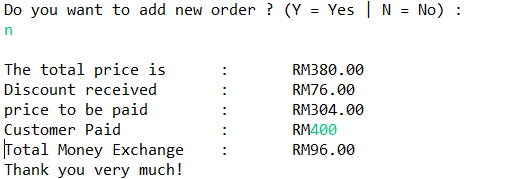 Do you want to add new order ? (Y = Yes | N = No) :
n
The total price is : RM380.00
Discount received : RM76.00
price to be paid : RM304.00
Customer Paid : RM400
Total Money Exchange : RM96.00
Thank you very much!